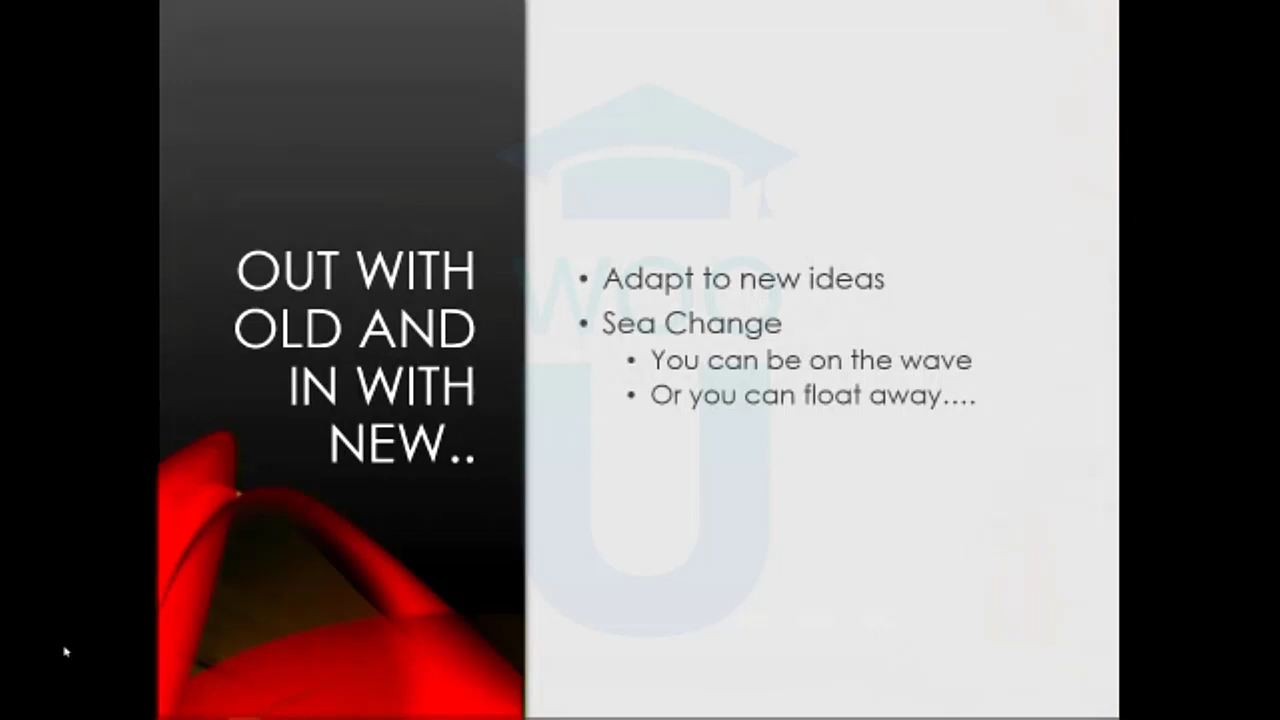 OUT WITH
OLD AND
IN WITH
NEW..
• Adapt to new ideas
• Sea Change
• You can be on the wave
• Or you can float away....
WOO
U